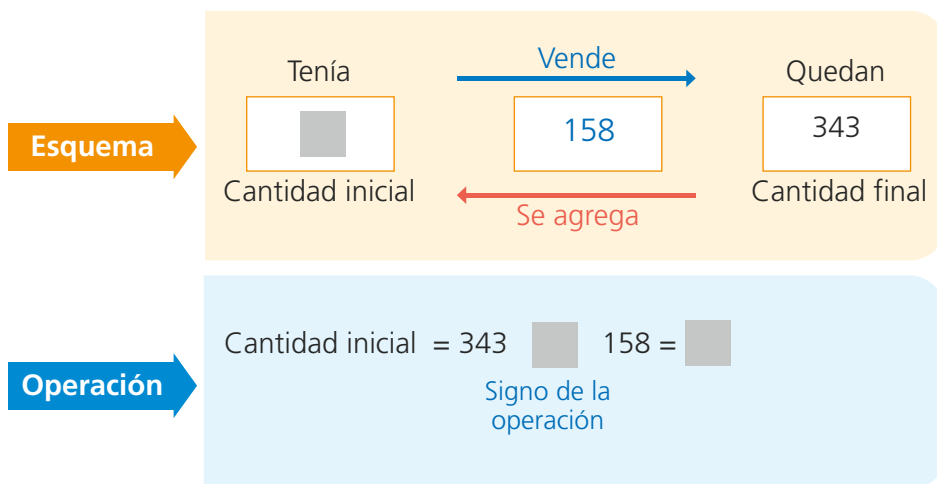 Esquema
Tenía
Vende
Quedan
158
343
Cantidad inicial
Se agrega
Cantidad final
Operación
Cantidad inicial = 343 158 =
Signo de la
operación